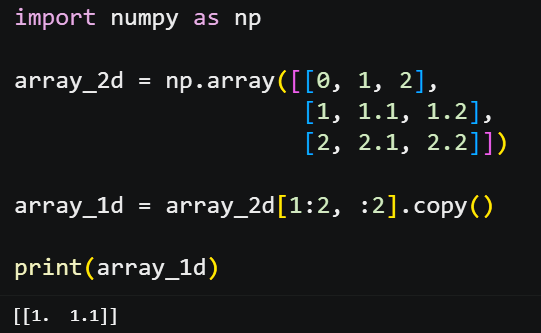 import numpy as np
array_2d = np.array([[0, 1, 2],
[1, 1.1, 1.2],
[2, 2.1, 2.2]])
array_1d = array_2d[1:2, :2].copy()
print(array_1d)
[[1.  1.1]]